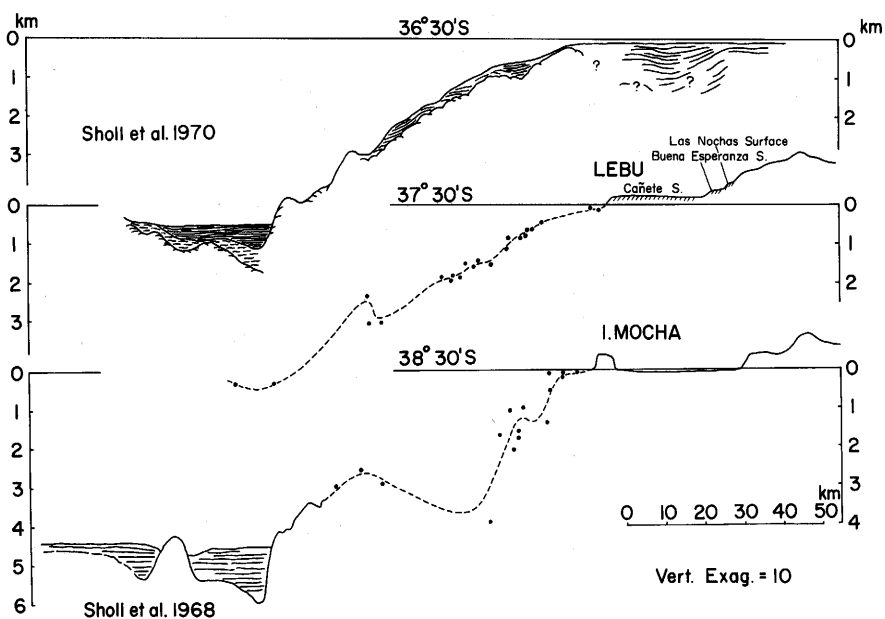 km
36°30'S
km
0
0
1
1
2
2
3
? ? ?
Sholl et al. 1970
Las Nochas Surface
Buena Esperanza S.
LEBU
Cañete S.
37°30'S
0
0
1
1
2
2
3
I. MOCHA
38°30'S
0
0
1
1
2
2
3
3
4
4
5
6
km
0 10 20 30 40 50
Vert. Exag. = 10
Sholl et al. 1968